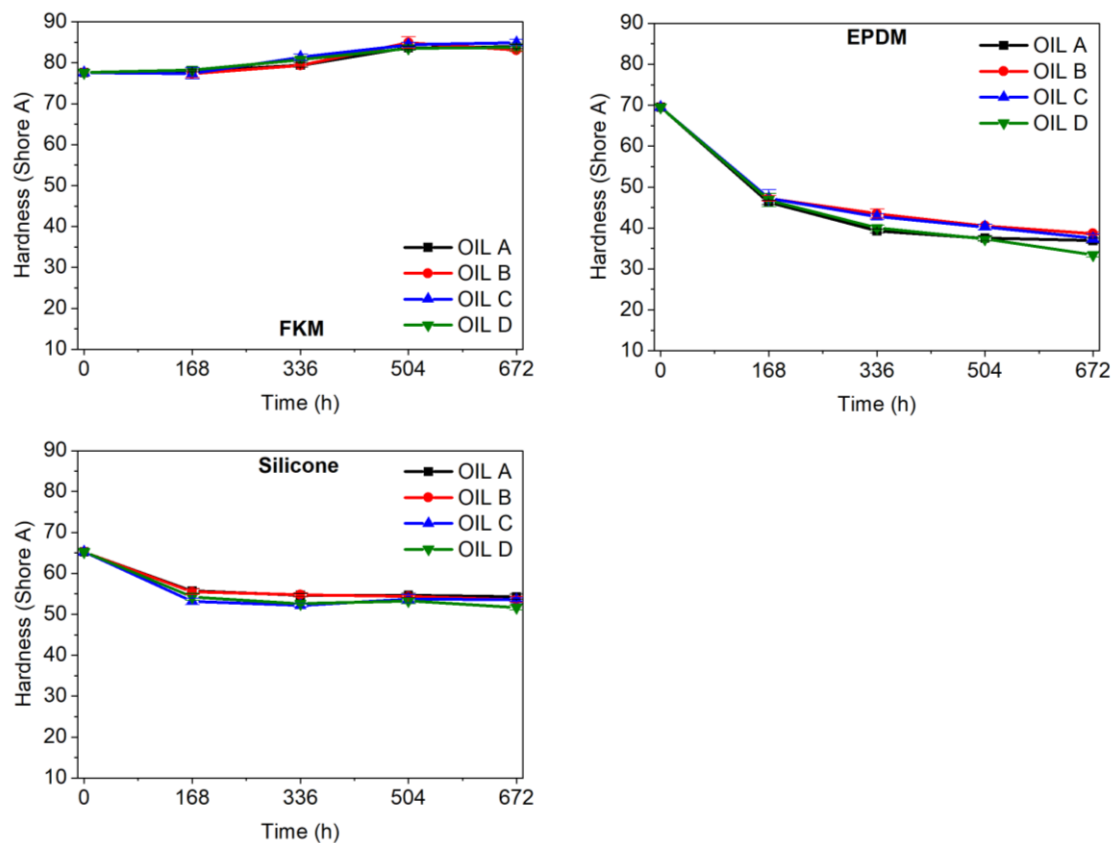 90
80
70
60
50
40
30
20
10
Hardness (Shore A)
OIL A
OIL B
OIL C
OIL D
FKM
0 168 336 504 672
Time (h)
EPDM
90
80
70
60
50
40
30
20
10
Hardness (Shore A)
OIL A
OIL B
OIL C
OIL D
0 168 336 504 672
Time (h)
Silicone
90
80
70
60
50
40
30
20
10
Hardness (Shore A)
OIL A
OIL B
OIL C
OIL D
0 168 336 504 672
Time (h)